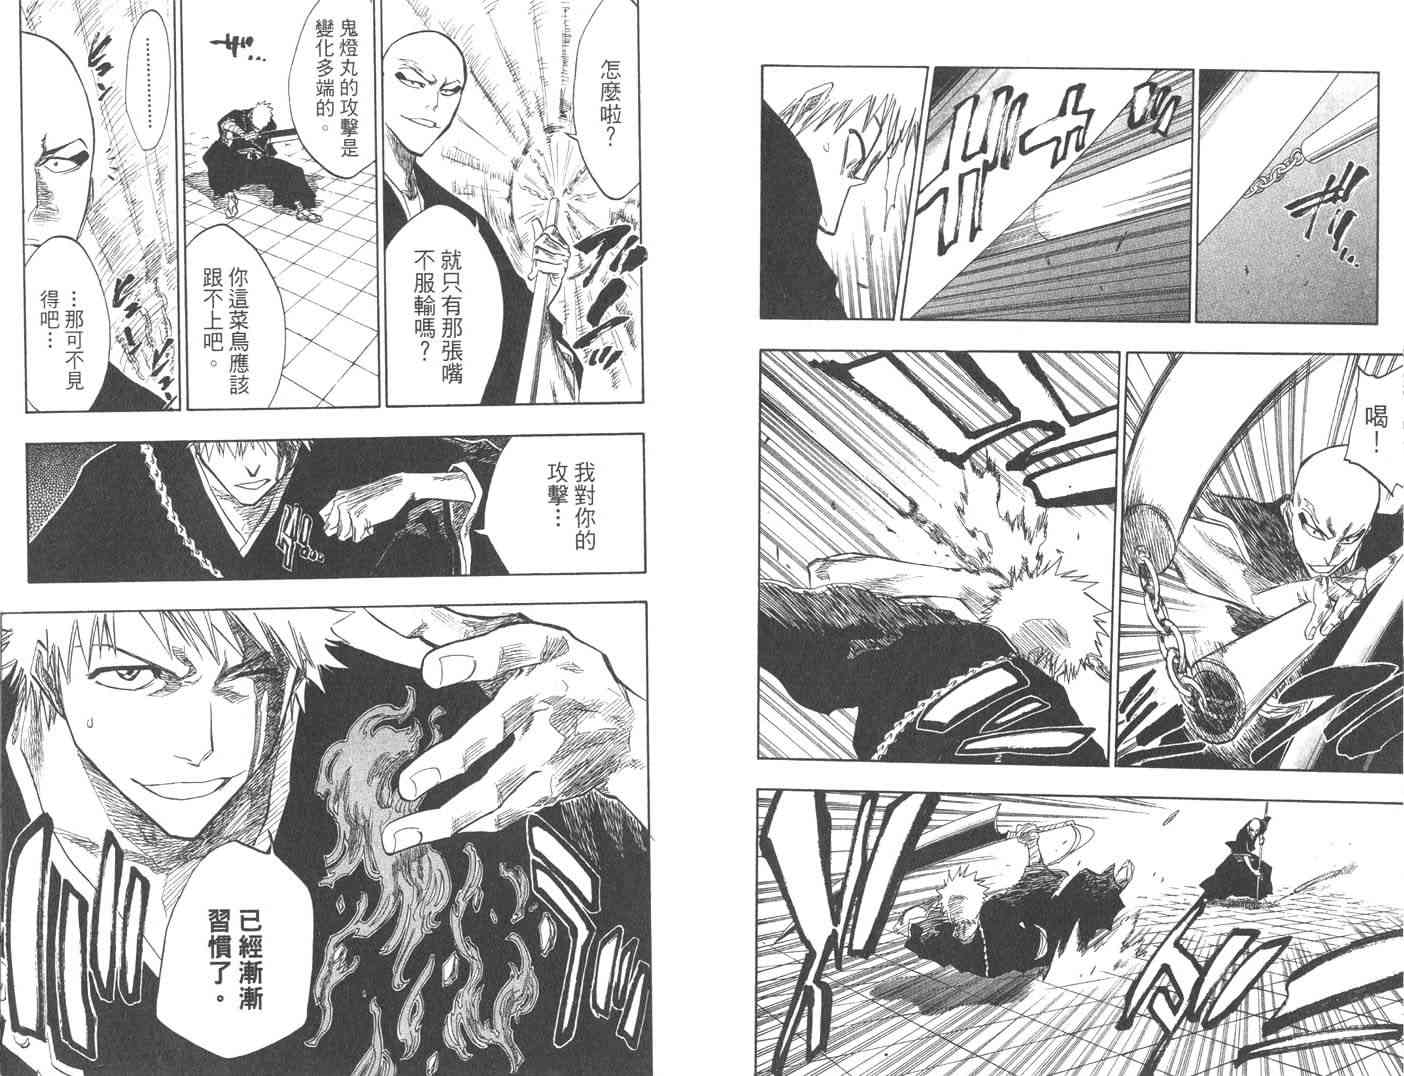 喝！
怎麼啦？
就只有那張嘴
不服輸嗎？
鬼燈丸的攻擊是
變化多端的。
你這菜鳥應該
跟不上吧。
…………
…那可不見
得吧…
我對你的
攻擊…
已經漸漸
習慣了。